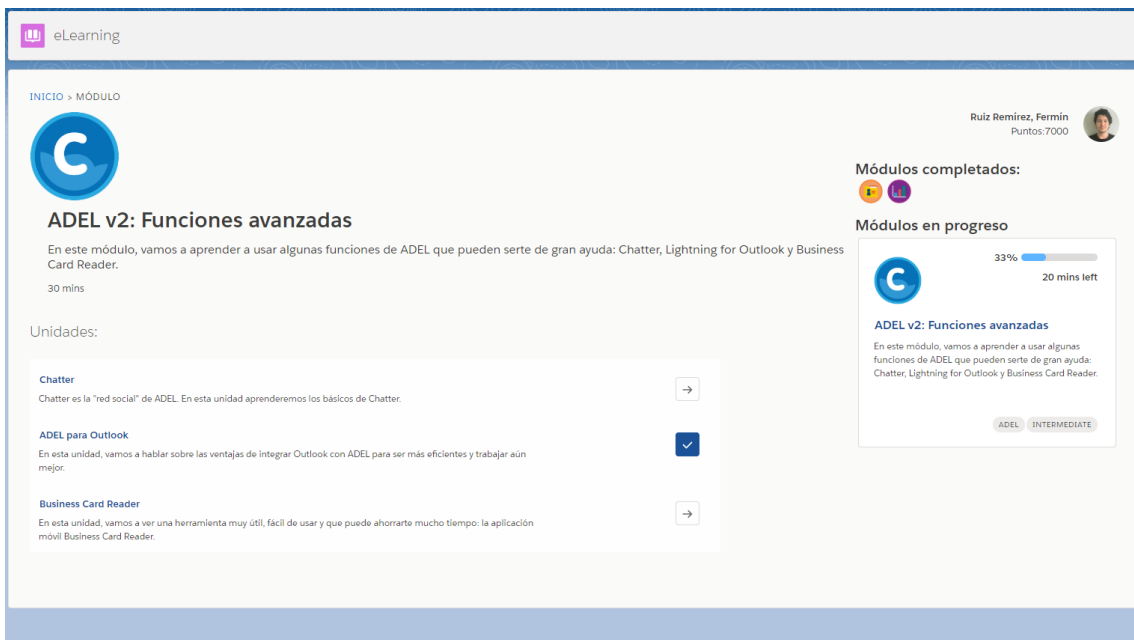 eLearning
INICIO > MÓDULO
C
ADEL v2: Funciones avanzadas
En este módulo, vamos a aprender a usar algunas funciones de ADEL que pueden serte de gran ayuda: Chatter, Lightning for Outlook y Business
Card Reader.
30 mins
Unidades:
Chatter
Chatter es la "red social" de ADEL. En esta unidad aprenderemos los básicos de Chatter.
ADEL para Outlook
En esta unidad, vamos a hablar sobre las ventajas de integrar Outlook con ADEL para ser más eficientes y trabajar aún
mejor.
Business Card Reader
En esta unidad, vamos a ver una herramienta muy útil, fácil de usar y que puede ahorrarte mucho tiempo: la aplicación
móvil Business Card Reader.
Ruiz Remírez, Fermín
Puntos:7000
Módulos completados:
Módulos en progreso
33%
20 mins left
C
ADEL v2: Funciones avanzadas
En este módulo, vamos a aprender a usar algunas
funciones de ADEL que pueden serte de gran ayuda:
Chatter, Lightning for Outlook y Business Card Reader.
ADEL INTERMEDIATE